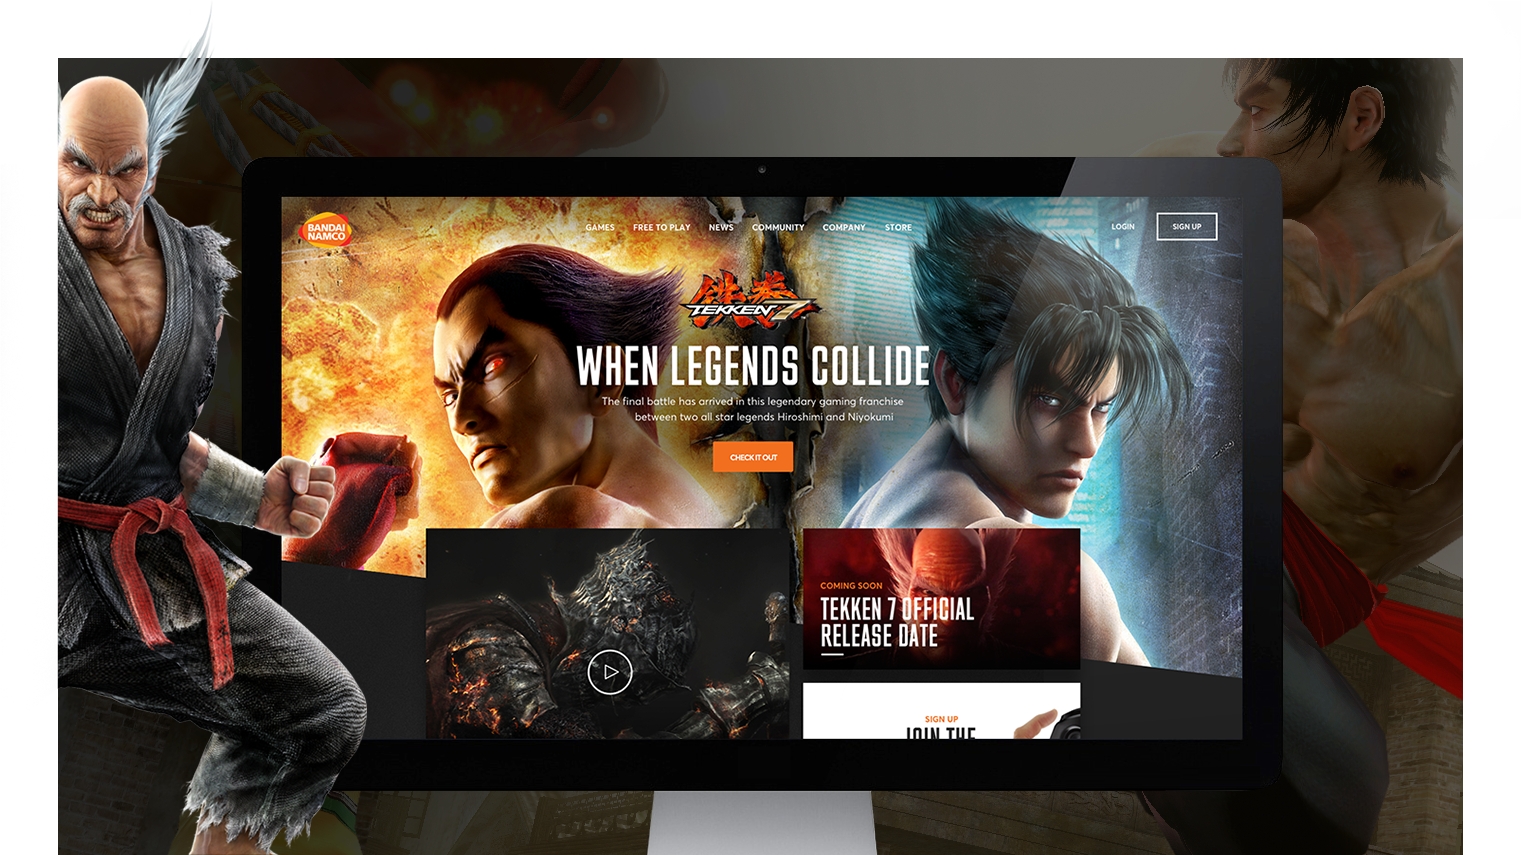 BANDAI
NAMCO
GAMES FREE TO PLAY NEWS COMMUNITY COMPANY STORE
LOGIN SIGN UP
鉄拳
TEKKEN 7
WHEN LEGENDS COLLIDE
The final battle has arrived in this legendary gaming franchise
between two all star legends Hiroshimi and Niyokumi
CHECK IT OUT
COMING SOON
TEKKEN 7 OFFICIAL
RELEASE DATE
SIGN UP
JOIN THE